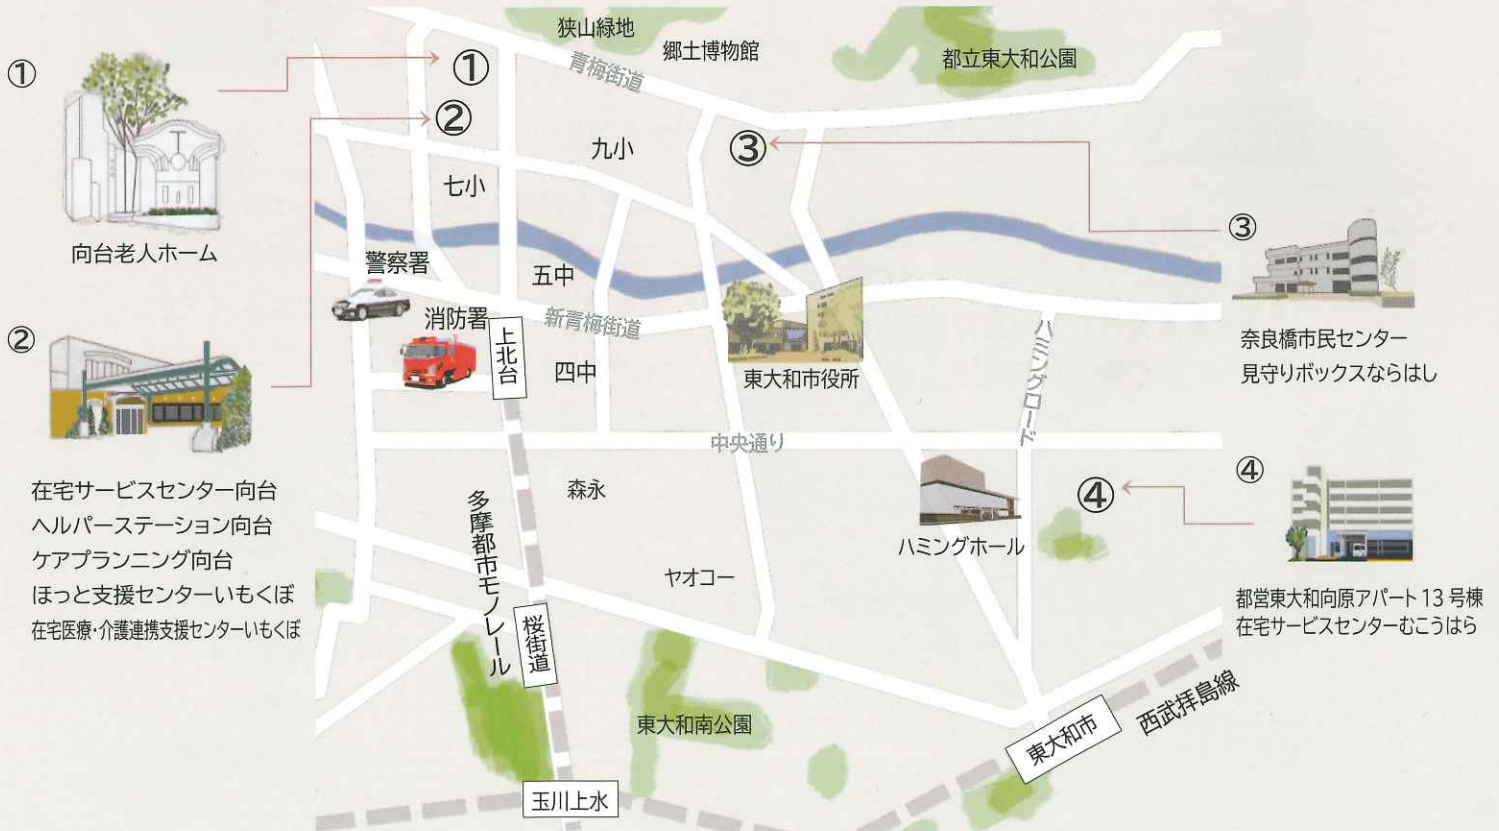 ①
向台老人ホーム
②
在宅サービスセンター向台
ヘルパーステーション向台
ケアプランニング向台
ほっと支援センターいもくぼ
在宅医療・介護連携支援センターいもくぼ
狭山緑地
郷土博物館
都立東大和公園
青梅街道
①
②
③
九小
七小
警察署
五中
消防署
新青梅街道
上北台
四中
東大和市役所
ハミングロード
中央通り
森永
多摩都市モノレール
④
ハミングホール
ヤオコー
桜街道
東大和南公園
東大和市
西武拝島線
玉川上水
③
奈良橋市民センター
見守りボックスならはし
④
都営東大和向原アパート13号棟
在宅サービスセンターむこうはら